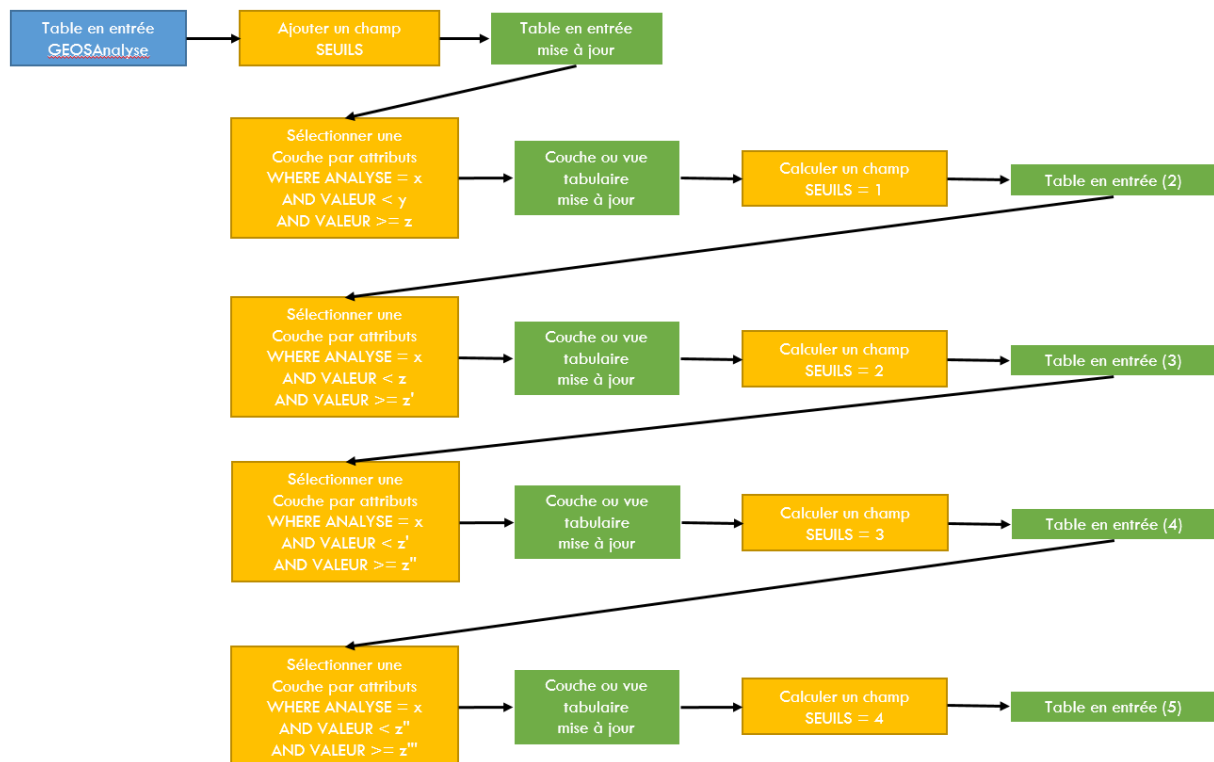 Table en entrée
GEOSAnalyse
Ajouter un champ
SEUILS
Table en entrée
mise à jour
Sélectionner une
Couche par attributs
WHERE ANALYSE = x
AND VALEUR < y
AND VALEUR >= z
Couche ou vue
tabulaire
mise à jour
Calculer un champ
SEUILS = 1
Table en entrée (2)
Sélectionner une
Couche par attributs
WHERE ANALYSE = x
AND VALEUR < z
AND VALEUR >= z'
Couche ou vue
tabulaire
mise à jour
Calculer un champ
SEUILS = 2
Table en entrée (3)
Sélectionner une
Couche par attributs
WHERE ANALYSE = x
AND VALEUR < z'
AND VALEUR >= z"
Couche ou vue
tabulaire
mise à jour
Calculer un champ
SEUILS = 3
Table en entrée (4)
Sélectionner une
Couche par attributs
WHERE ANALYSE = x
AND VALEUR < z"
AND VALEUR >= z'"
Couche ou vue
tabulaire
mise à jour
Calculer un champ
SEUILS = 4
Table en entrée (5)